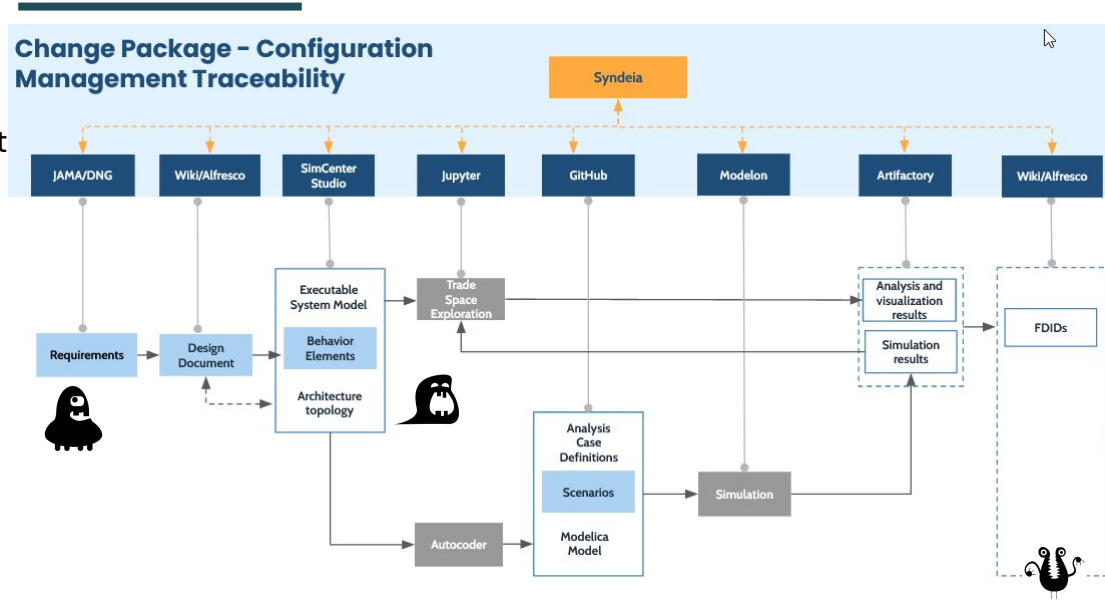 Change Package - Configuration
Management Traceability
Syndeia
t
JAMA/DNG
Wiki/Alfresco
SimCenter
Studio
Jupyter
GitHub
Modelon
Artifactory
Wiki/Alfresco
Executable
System Model
Trade
Space
Exploration
Analysis and
visualization
results
FDIDs
Requirements
Design
Document
Behavior
Elements
Simulation
results
Architecture
topology
Analysis
Case
Definitions
Scenarios
Simulation
Autocoder
Modelica
Model